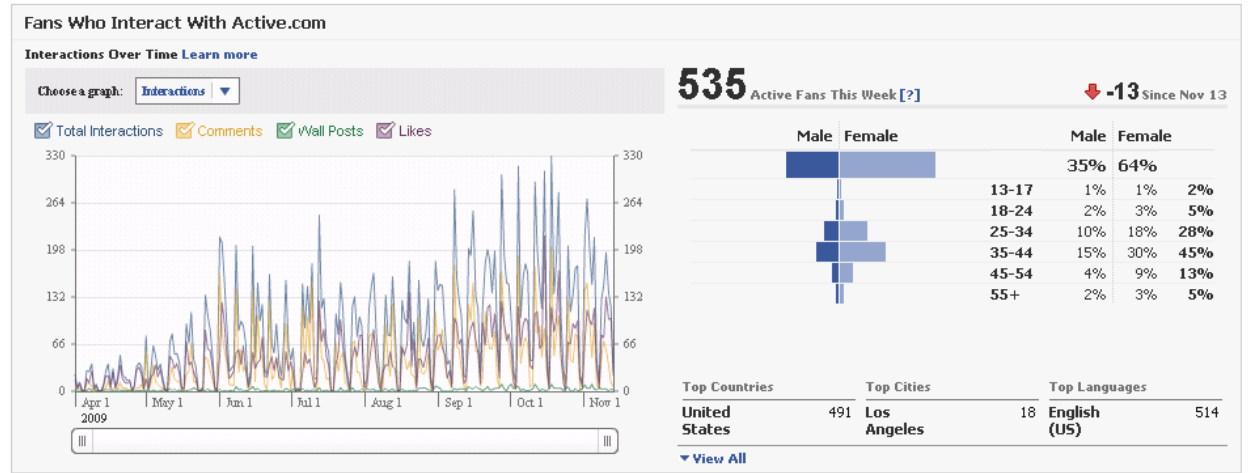 Fans Who Interact With Active.com
Interactions Over Time Learn more
Choose a graph: Interactions
Total Interactions Comments Wall Posts Likes
330 330
264 264
198 198
132 132
66 66
0 0
Apr 1 May 1 Jun 1 Jul 1 Aug 1 Sep 1 Oct 1 Nov 1
2009
535 Active Fans This Week [?] -13 Since Nov 13
Male Female Male Female
35% 64%
13-17 1% 1% 2%
18-24 2% 3% 5%
25-34 10% 18% 28%
35-44 15% 30% 45%
45-54 4% 9% 13%
55+ 2% 3% 5%
Top Countries Top Cities Top Languages
United 491 Los 18 English 514
States Angeles (US)
View All